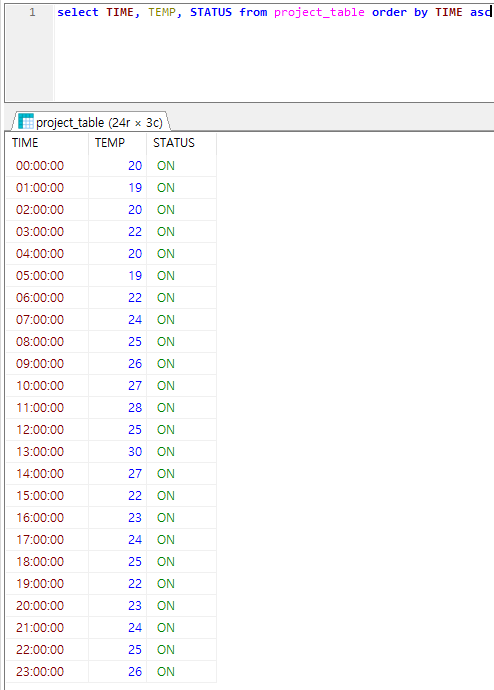 1 select TIME, TEMP, STATUS from project_table order by TIME asc
project_table (24r × 3c)
TIME TEMP STATUS
00:00:00 20 ON
01:00:00 19 ON
02:00:00 20 ON
03:00:00 22 ON
04:00:00 20 ON
05:00:00 19 ON
06:00:00 22 ON
07:00:00 24 ON
08:00:00 25 ON
09:00:00 26 ON
10:00:00 27 ON
11:00:00 28 ON
12:00:00 25 ON
13:00:00 30 ON
14:00:00 27 ON
15:00:00 22 ON
16:00:00 23 ON
17:00:00 24 ON
18:00:00 25 ON
19:00:00 22 ON
20:00:00 23 ON
21:00:00 24 ON
22:00:00 25 ON
23:00:00 26 ON